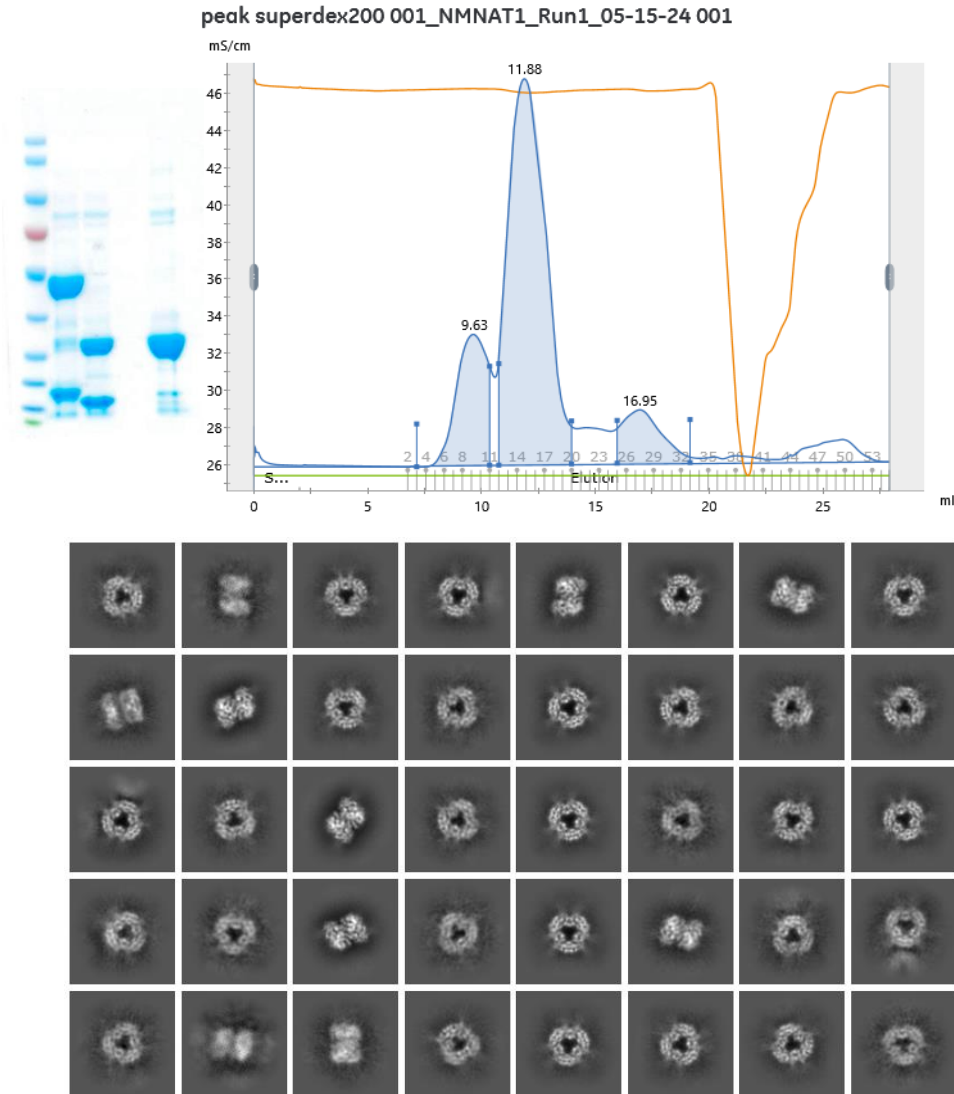 peak superdex200 001_NMNAT1_Run1_05-15-24 001
mS/cm
11.88
46
44
42
40
38
36
34
9.63
32
30
16.95
28
2 4 6 8 11 14 17 20 23 26 29 32 35 38 41 44 47 50 53
26
S... Elution
0 5 10 15 20 25 ml